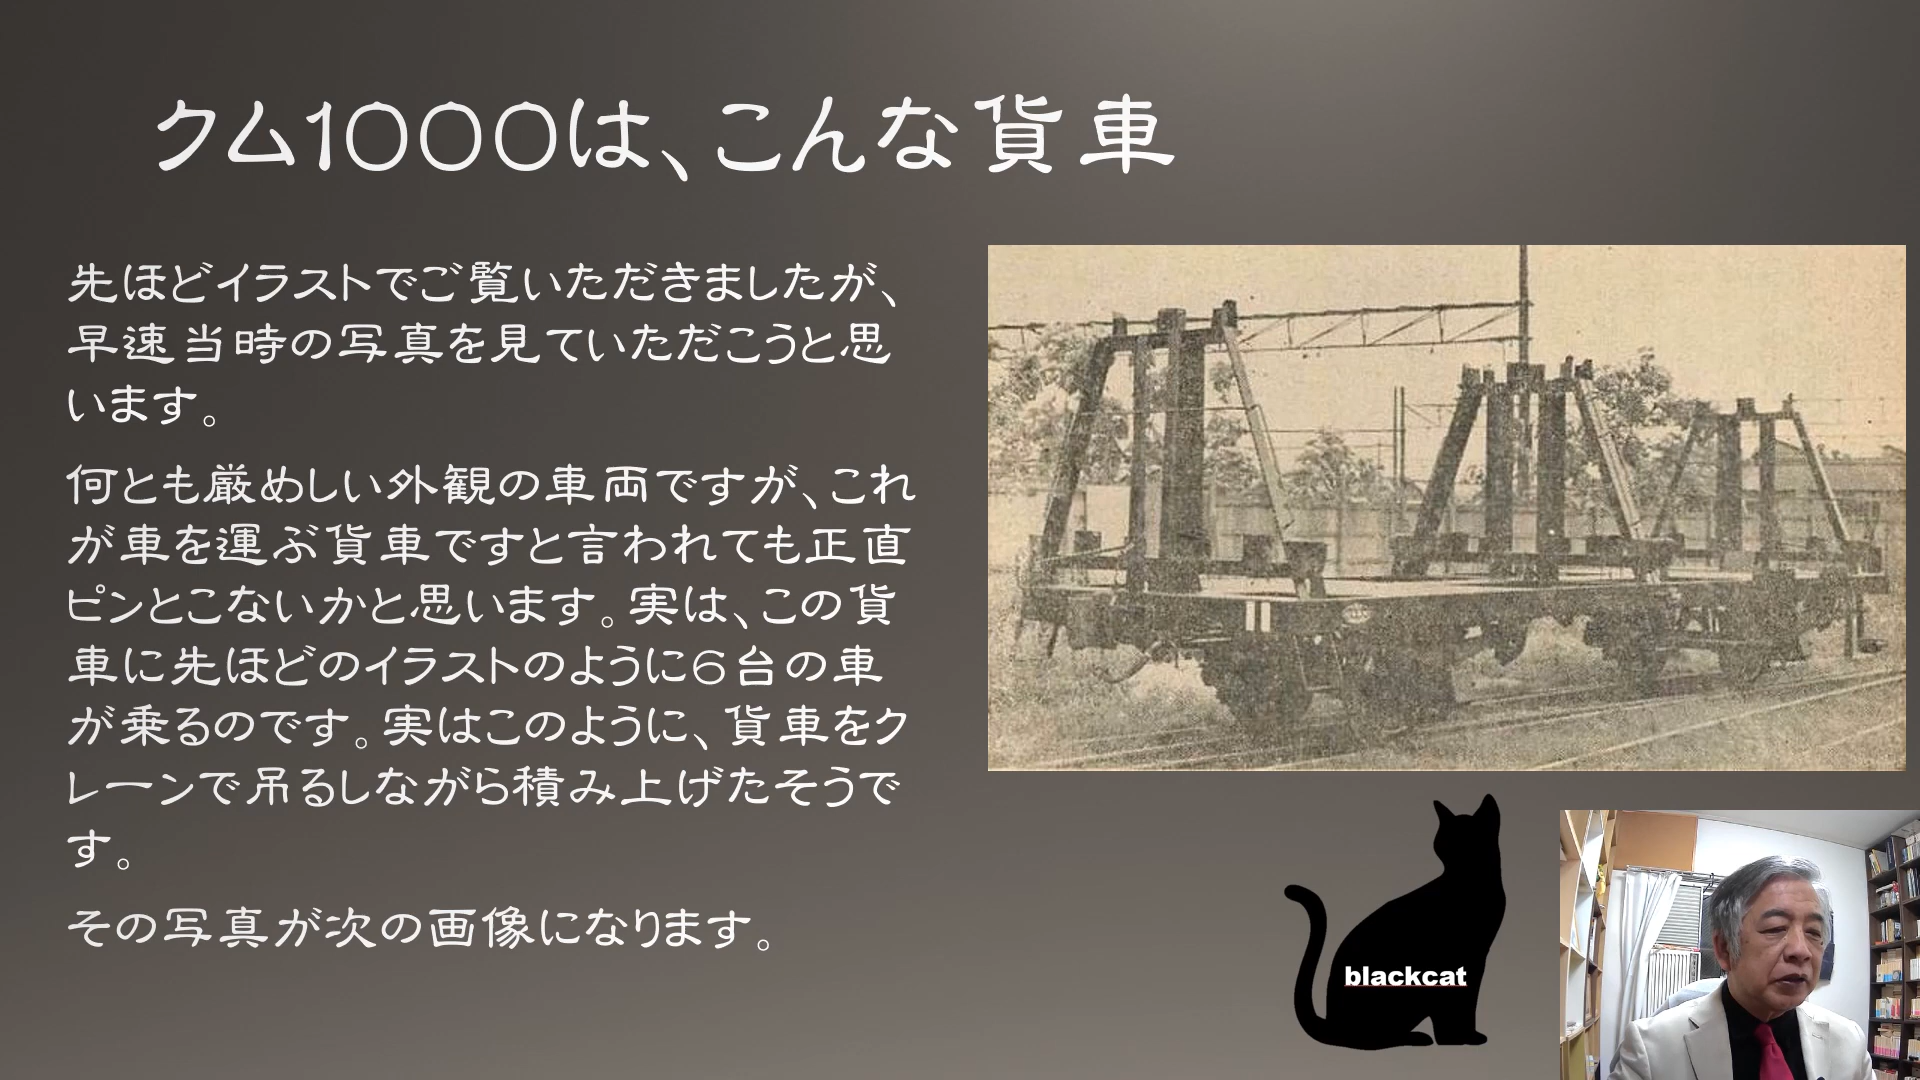 クム1000は、こんな貨車
先ほどイラストでご覧いただきましたが、
早速当時の写真を見ていただこうと思
います。
何とも厳めしい外観の車両ですが、これ
が車を運ぶ貨車ですと言われても正直
ピンとこないかと思います。実は、この貨
車に先ほどのイラストのように6台の車
が乗るのです。実はこのように、貨車をク
レーンで吊るしながら積み上げたそうで
す。
その写真が次の画像になります。
blackcat